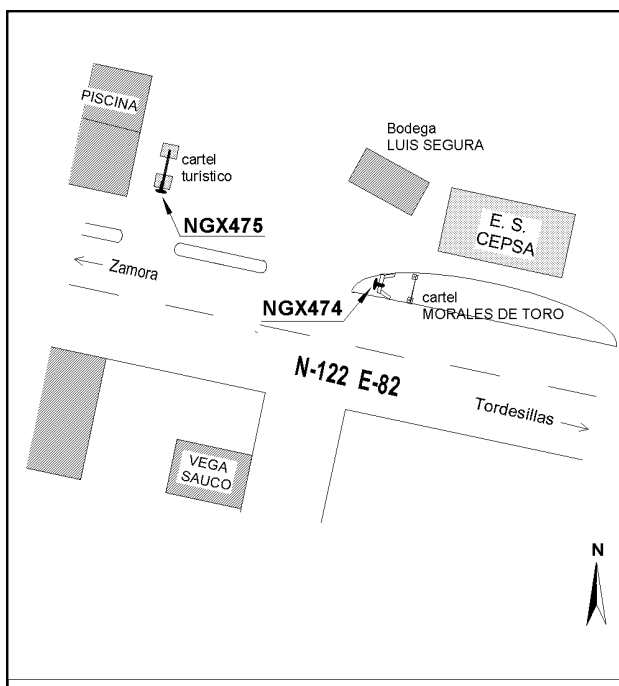 PISCINA
cartel
turístico
NGX475
Bodega
LUIS SEGURA
E. S.
CEPSA
Zamora
NGX474
cartel
MORALES DE TORO
N-122 E-82
Tordesillas
VEGA
SAUCO
N